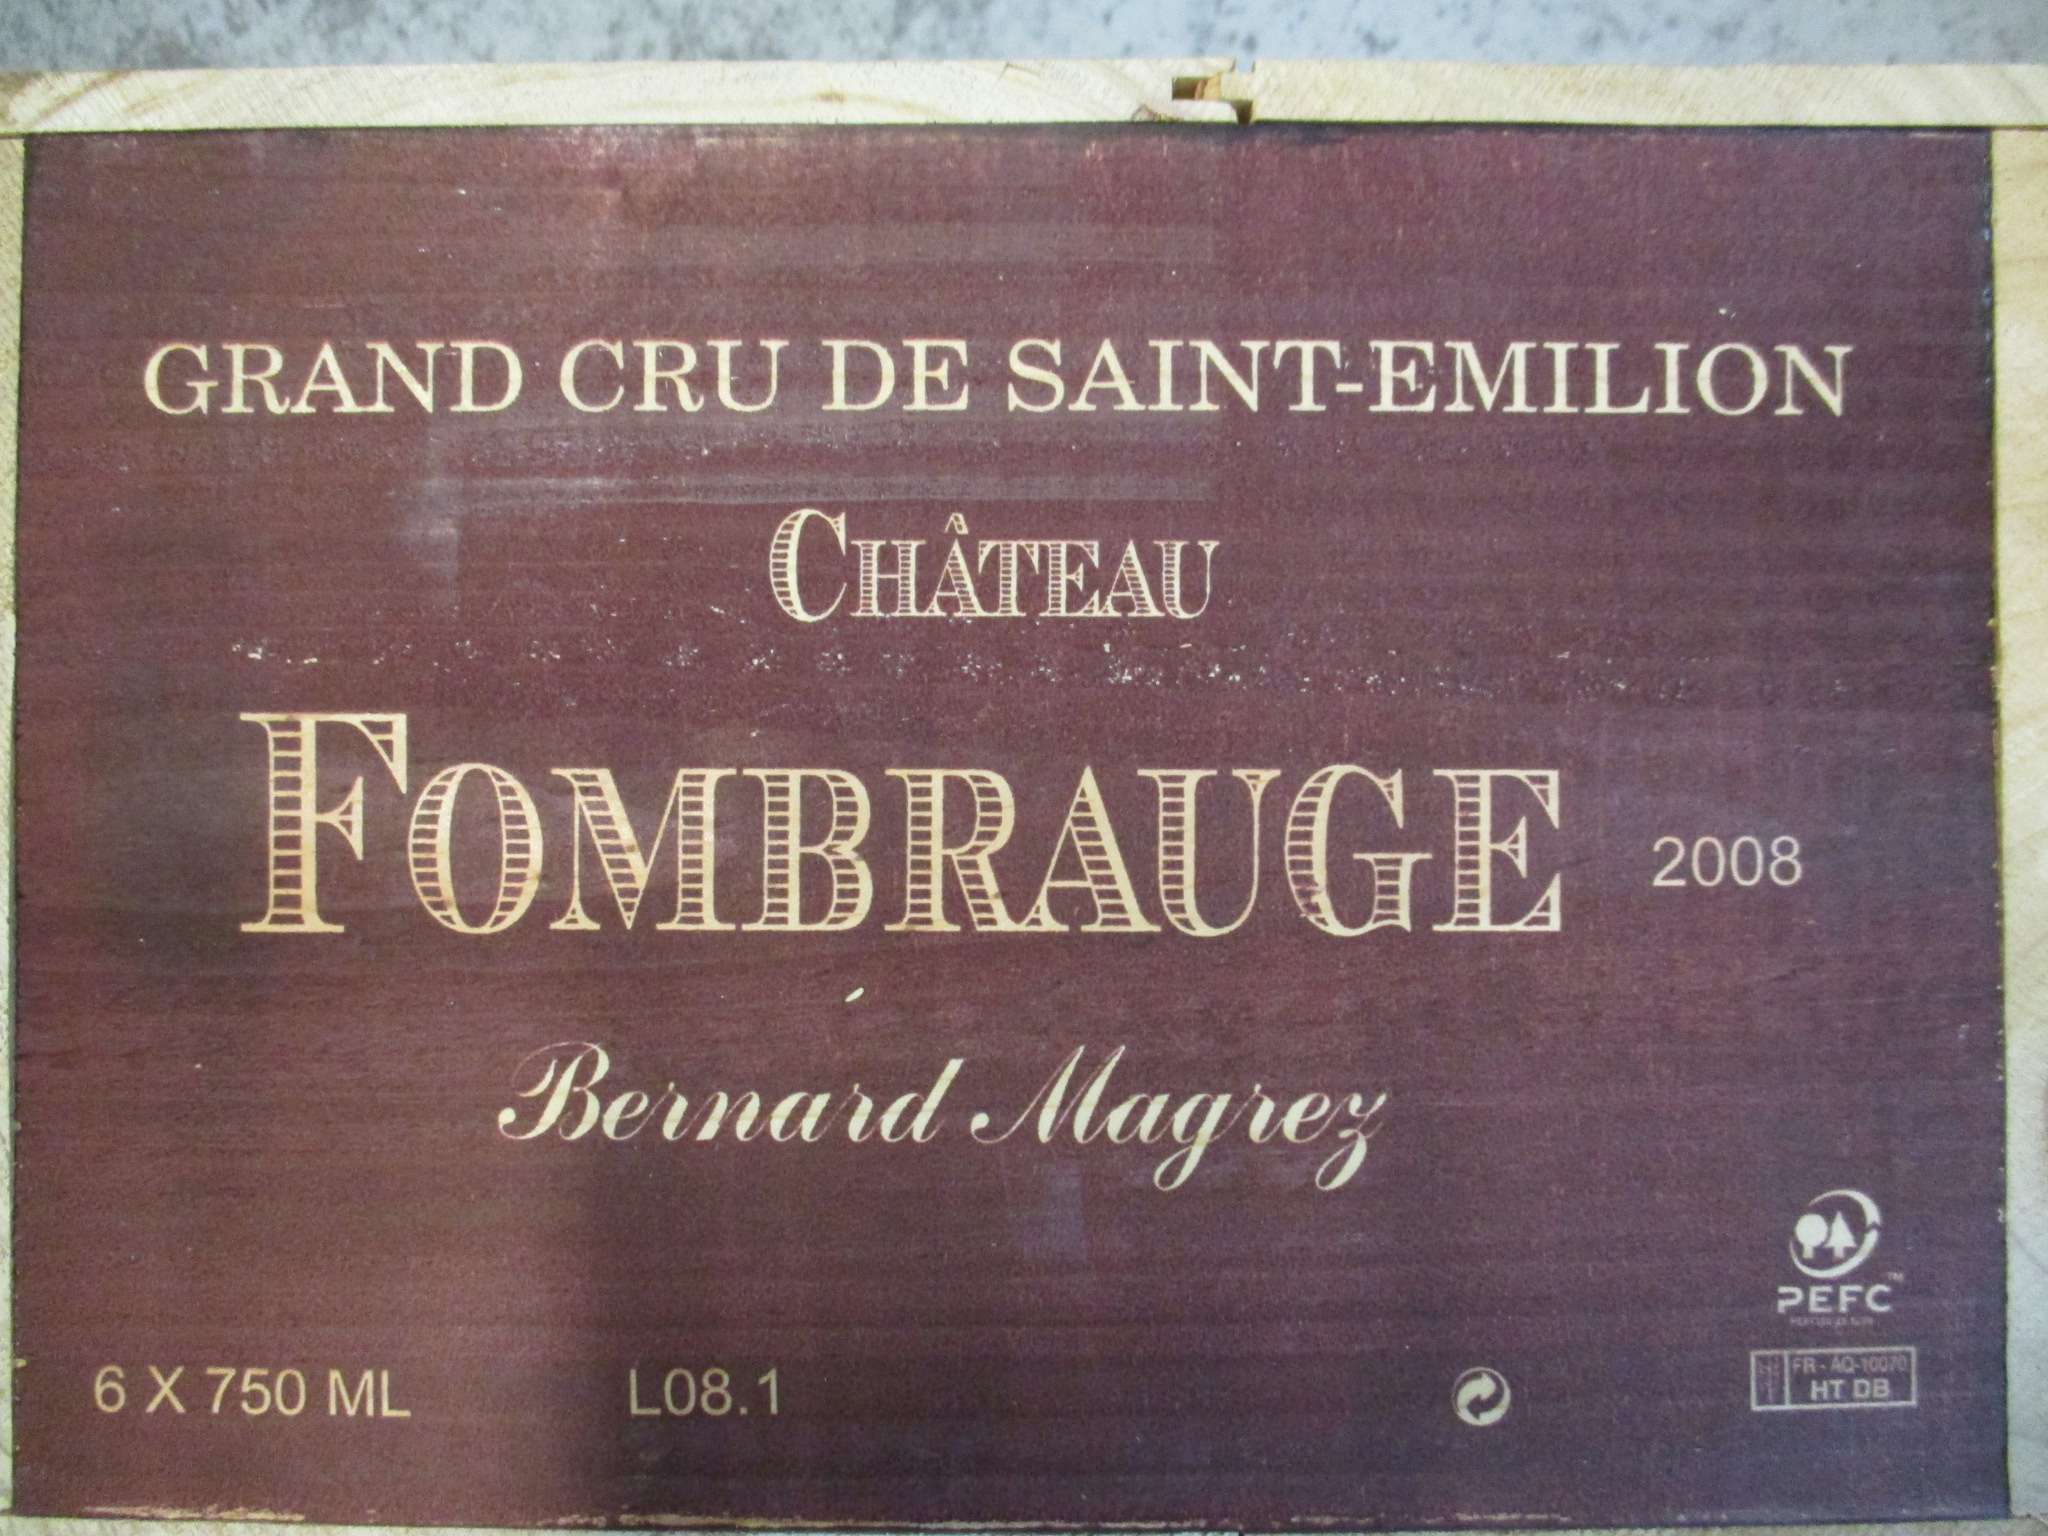 GRAND CRU DE SAINT-EMILION
CHÂTEAU
FOMBRAUGE
2008
Bernard Magrez
PEFC™
6 X 750 ML
L08.1
FR - AQ-10070
HT DB